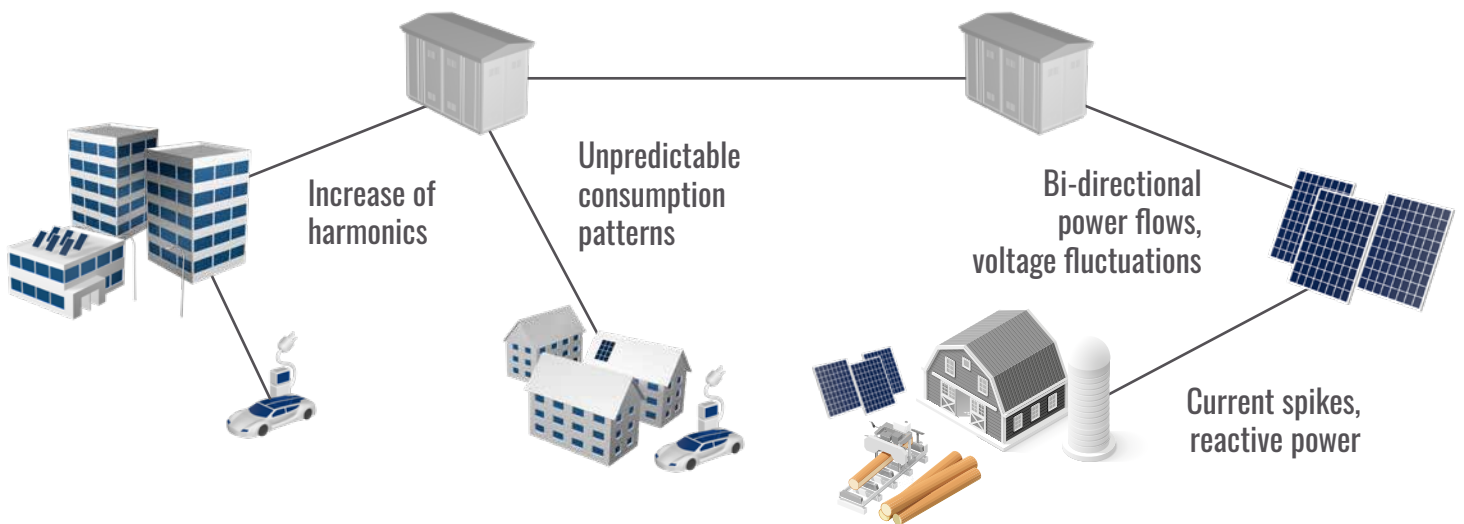 Increase of
harmonics
Unpredictable
consumption
patterns
Bi-directional
power flows,
voltage fluctuations
Current spikes,
reactive power